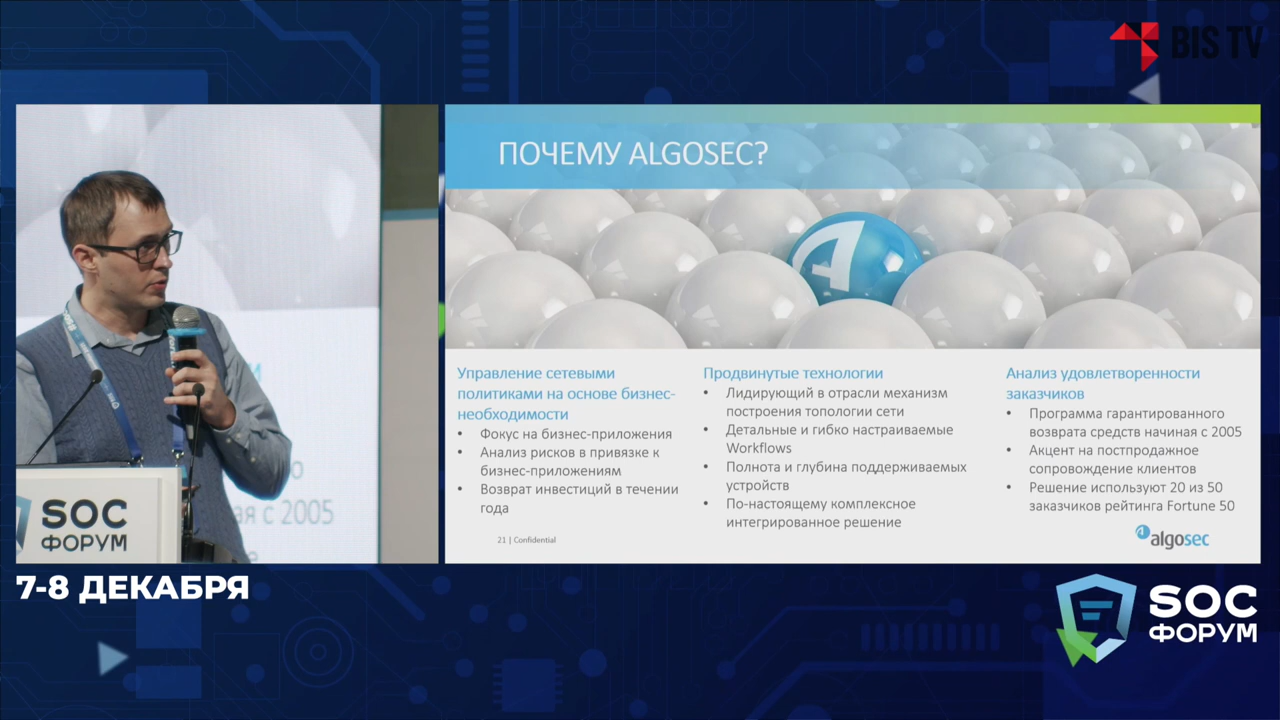 BIS TV
ПОЧЕМУ ALGOSEC?
Управление сетевыми
политиками на основе бизнес-
необходимости
• Фокус на бизнес-приложения
• Анализ рисков в привязке к
бизнес-приложениям
• Возврат инвестиций в течении
года
Продвинутые технологии
• Лидирующий в отрасли механизм
построения топологии сети
• Детальные и гибко настраиваемые
Workflows
• Полнота и глубина поддерживаемых
устройств
• По-настоящему комплексное
интегрированное решение
Анализ удовлетворенности
заказчиков
• Программа гарантированного
возврата средств начиная с 2005
• Акцент на постпродажное
сопровождение клиентов
• Решение используют 20 из 50
заказчиков рейтинга Fortune 50
21 | Confidential
algosec
ая с 2005
SOC
ФОРУМ
7-8 ДЕКАБРЯ
SOC
ФОРУМ